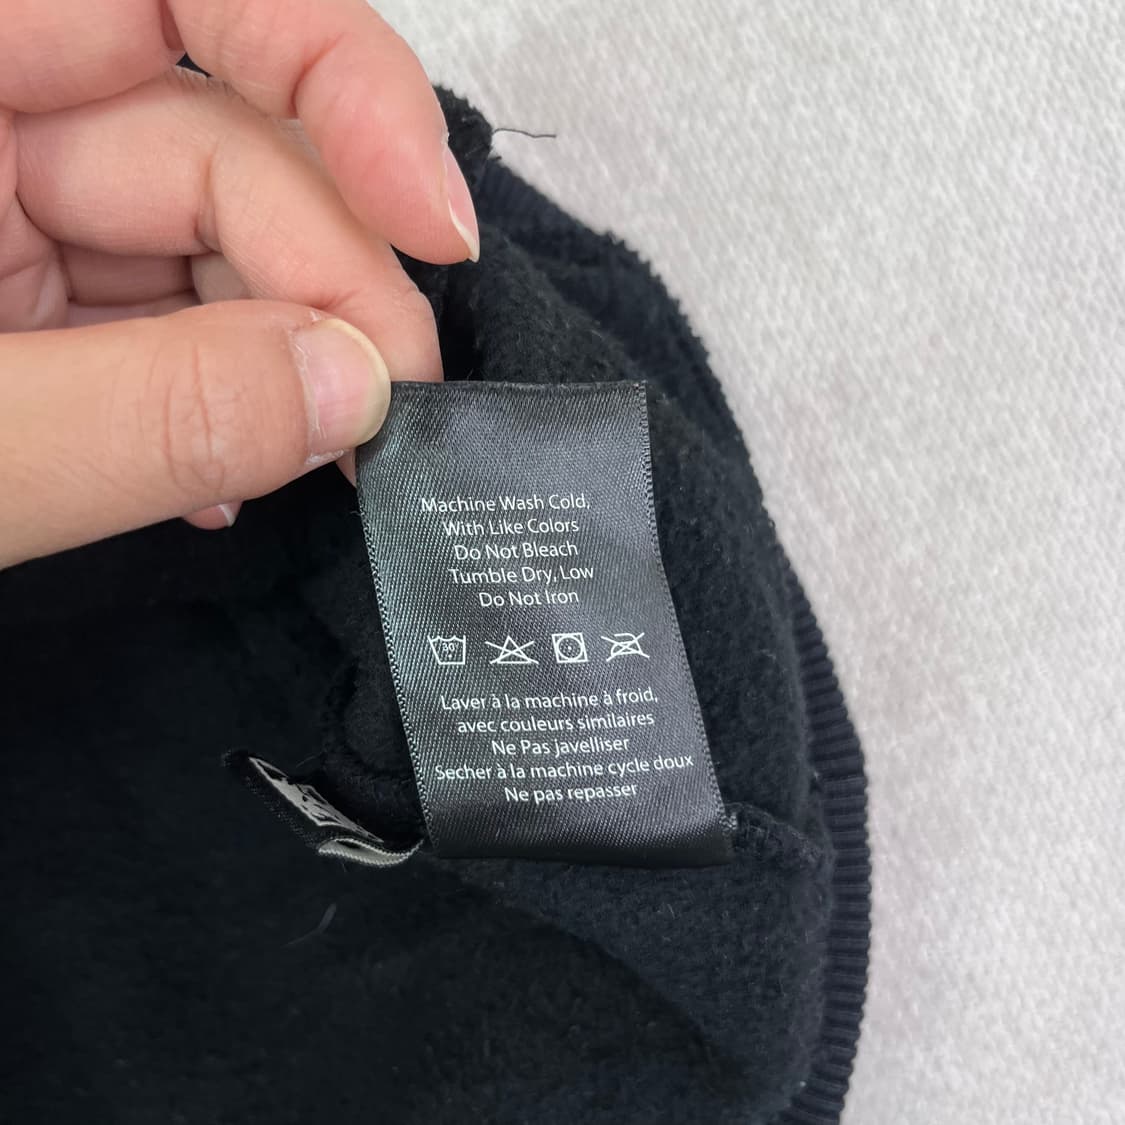 Machine Wash Cold,
With Like Colors
Do Not Bleach
Tumble Dry, Low
Do Not Iron
30°
Laver à la machine à froid,
avec couleurs similaires
Ne Pas javelliser
Secher à la machine cycle doux
Ne pas repasser